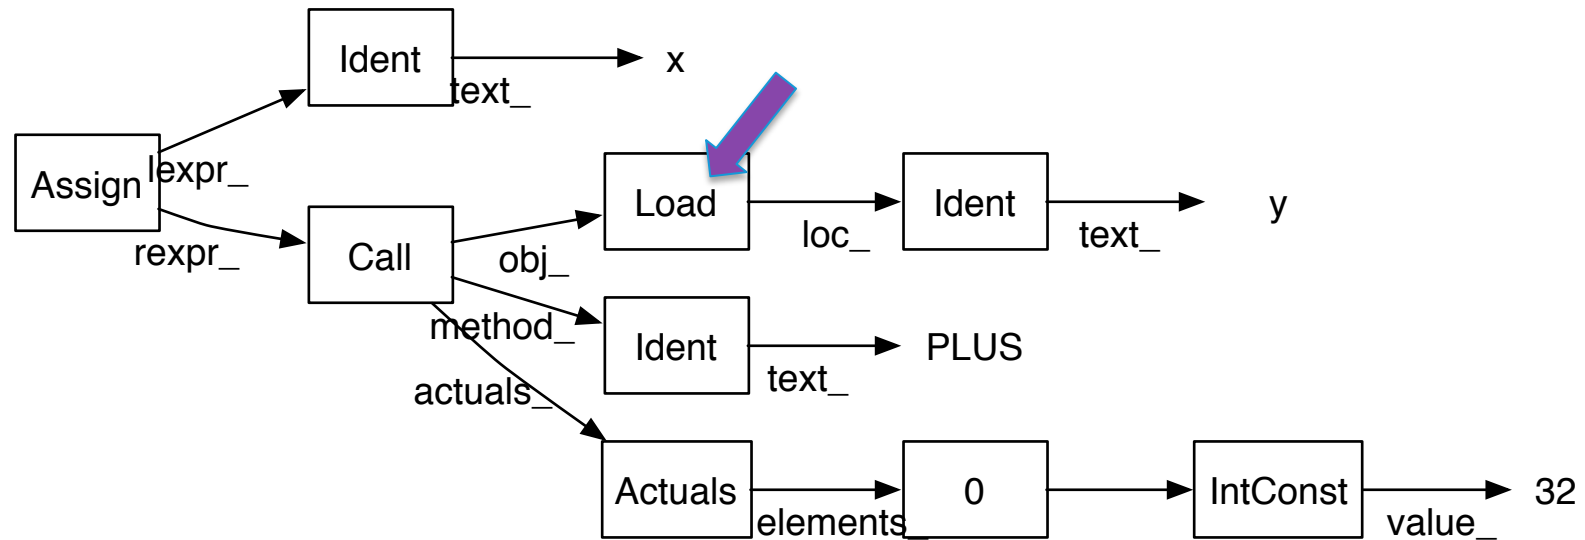 Ident
x
text_
Assign
lexpr_
Load
Ident
y
rexpr_
Call
obj_
loc_
text_
method_
Ident
PLUS
text_
actuals_
Actuals
0
IntConst
32
elements_
value_